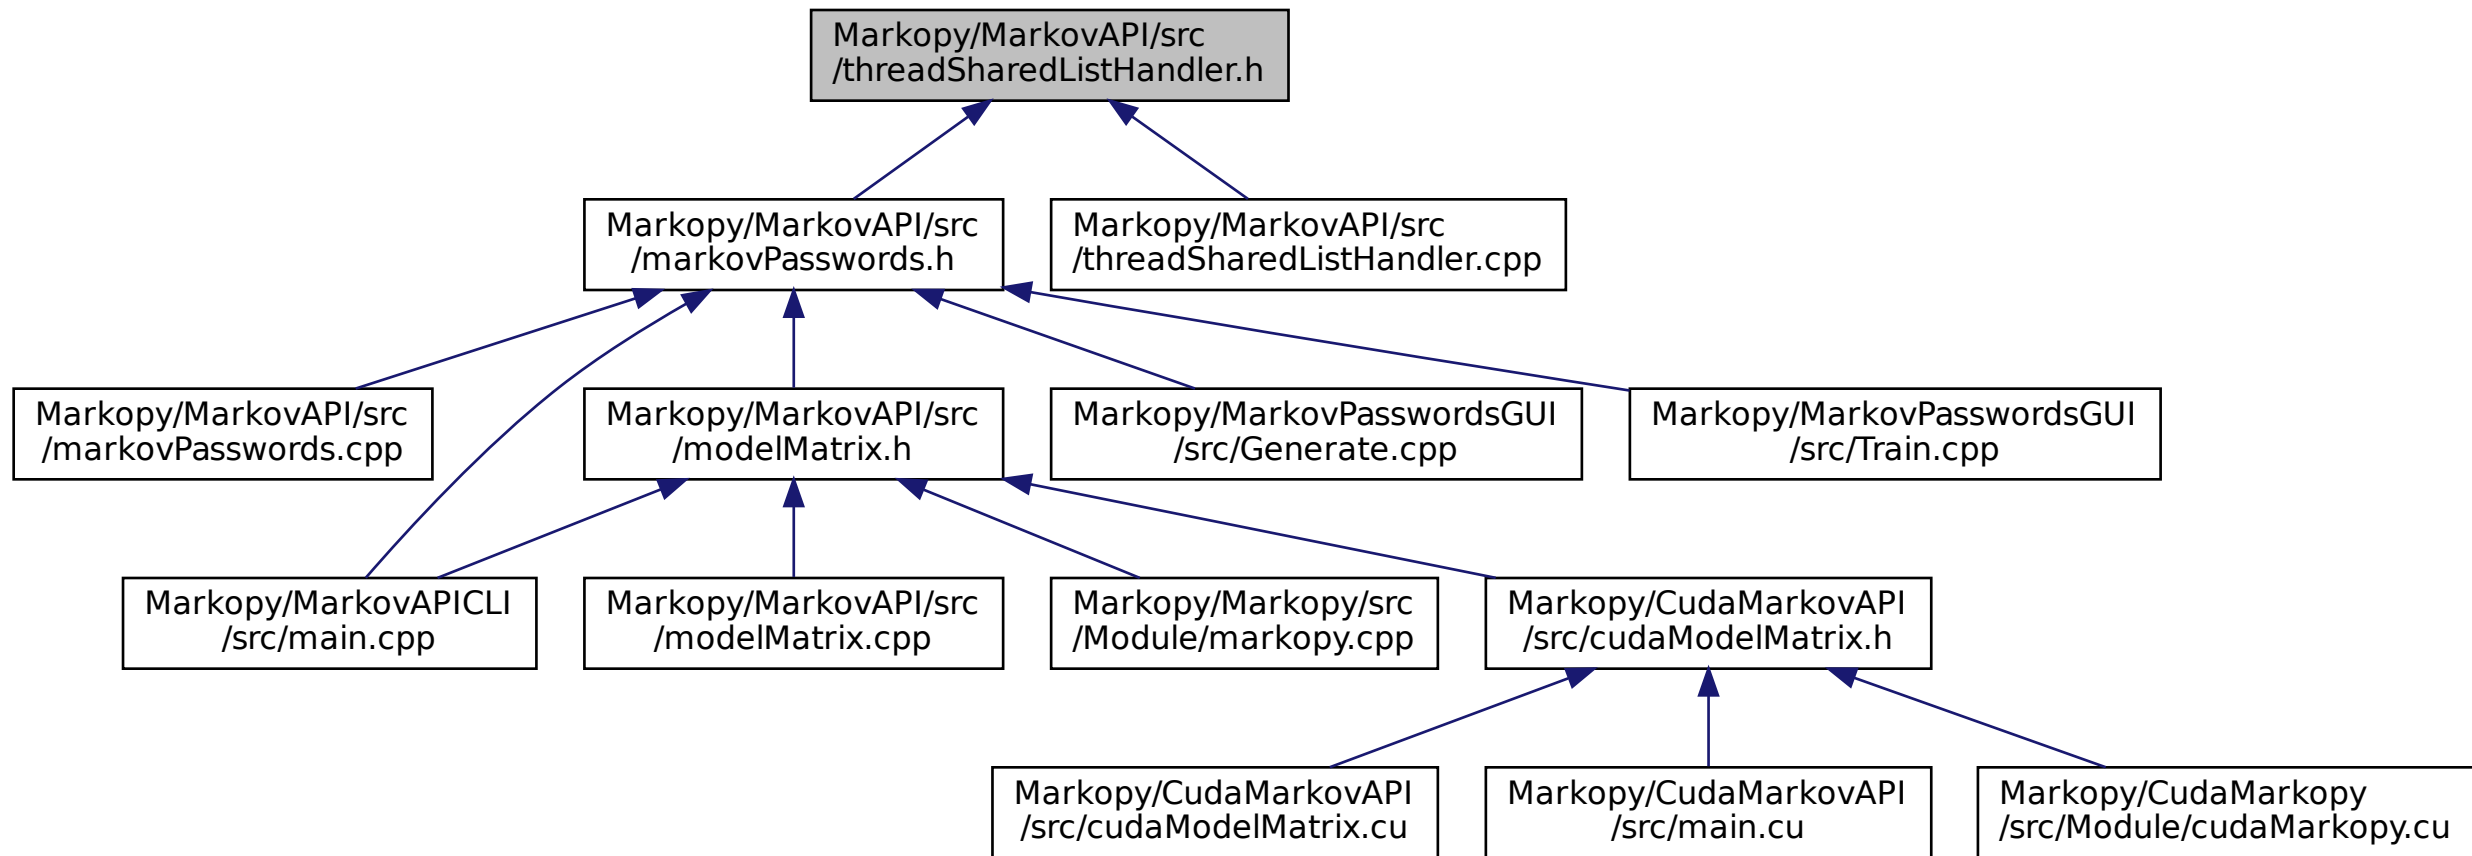 Markopy/MarkovAPI/src
/threadSharedListHandler.h
Markopy/MarkovAPI/src
/markovPasswords.h
Markopy/MarkovAPI/src
/threadSharedListHandler.cpp
Markopy/MarkovAPI/src
/markovPasswords.cpp
Markopy/MarkovAPI/src
/modelMatrix.h
Markopy/MarkovPasswordsGUI
/src/Generate.cpp
Markopy/MarkovPasswordsGUI
/src/Train.cpp
Markopy/MarkovAPICLI
/src/main.cpp
Markopy/MarkovAPI/src
/modelMatrix.cpp
Markopy/Markopy/src
/Module/markopy.cpp
Markopy/CudaMarkovAPI
/src/cudaModelMatrix.h
Markopy/CudaMarkovAPI
/src/cudaModelMatrix.cu
Markopy/CudaMarkovAPI
/src/main.cu
Markopy/CudaMarkopy
/src/Module/cudaMarkopy.cu